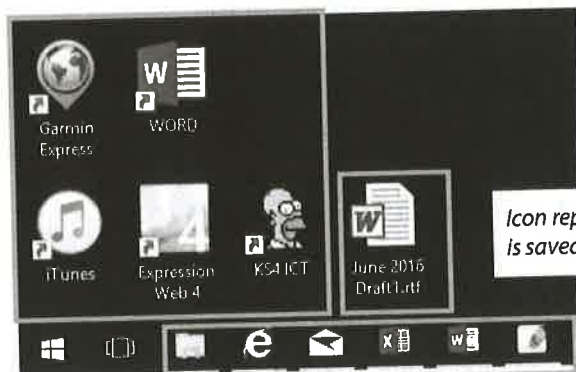 Garmin
Express
WORD
iTunes
Expression
Web 4
KS4 ICT
June 2016
Draft1.rtf
Icon rep
is saved